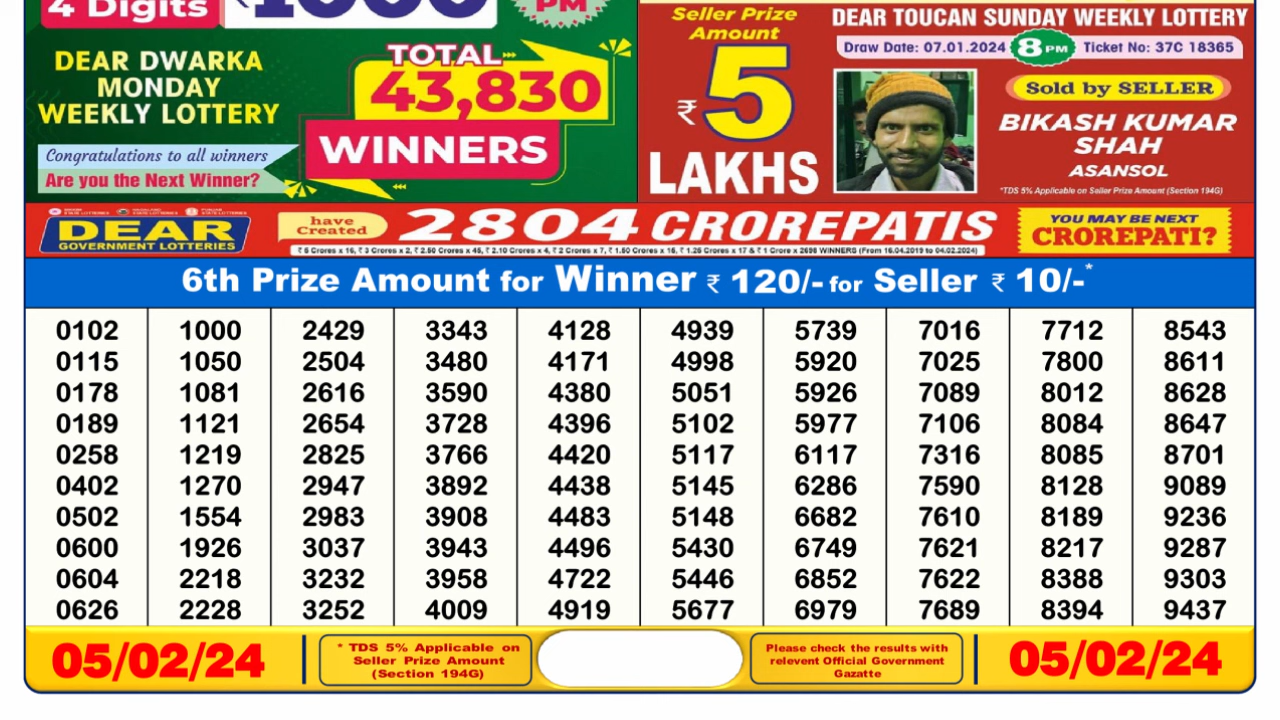 4 Digits ₹1000
PM
DEAR DWARKA
MONDAY
WEEKLY LOTTERY
TOTAL
43,830
WINNERS
Congratulations to all winners
Are you the Next Winner?
Seller Prize
Amount
₹5
LAKHS
DEAR TOUCAN SUNDAY WEEKLY LOTTERY
Draw Date: 07.01.2024 8 PM Ticket No: 37C 18365
Sold by SELLER
BIKASH KUMAR
SHAH
ASANSOL
*TDS 5% Applicable on Seller Prize Amount (Section 194G)
DEAR
GOVERNMENT LOTTERIES
have
Created
2804 CROREPATIS
YOU MAY BE NEXT
CROREPATI?
6th Prize Amount for Winner ₹ 120/- for Seller ₹ 10/-*
0102 1000 2429 3343 4128 4939 5739 7016 7712 8543
0115 1050 2504 3480 4171 4998 5920 7025 7800 8611
0178 1081 2616 3590 4380 5051 5926 7089 8012 8628
0189 1121 2654 3728 4396 5102 5977 7106 8084 8647
0258 1219 2825 3766 4420 5117 6117 7316 8085 8701
0402 1270 2947 3892 4438 5145 6286 7590 8128 9089
0502 1554 2983 3908 4483 5148 6682 7610 8189 9236
0600 1926 3037 3943 4496 5430 6749 7621 8217 9287
0604 2218 3232 3958 4722 5446 6852 7622 8388 9303
0626 2228 3252 4009 4919 5677 6979 7689 8394 9437
05/02/24
* TDS 5% Applicable on
Seller Prize Amount
(Section 194G)
Please check the results with
relevent Official Government
Gazatte
05/02/24